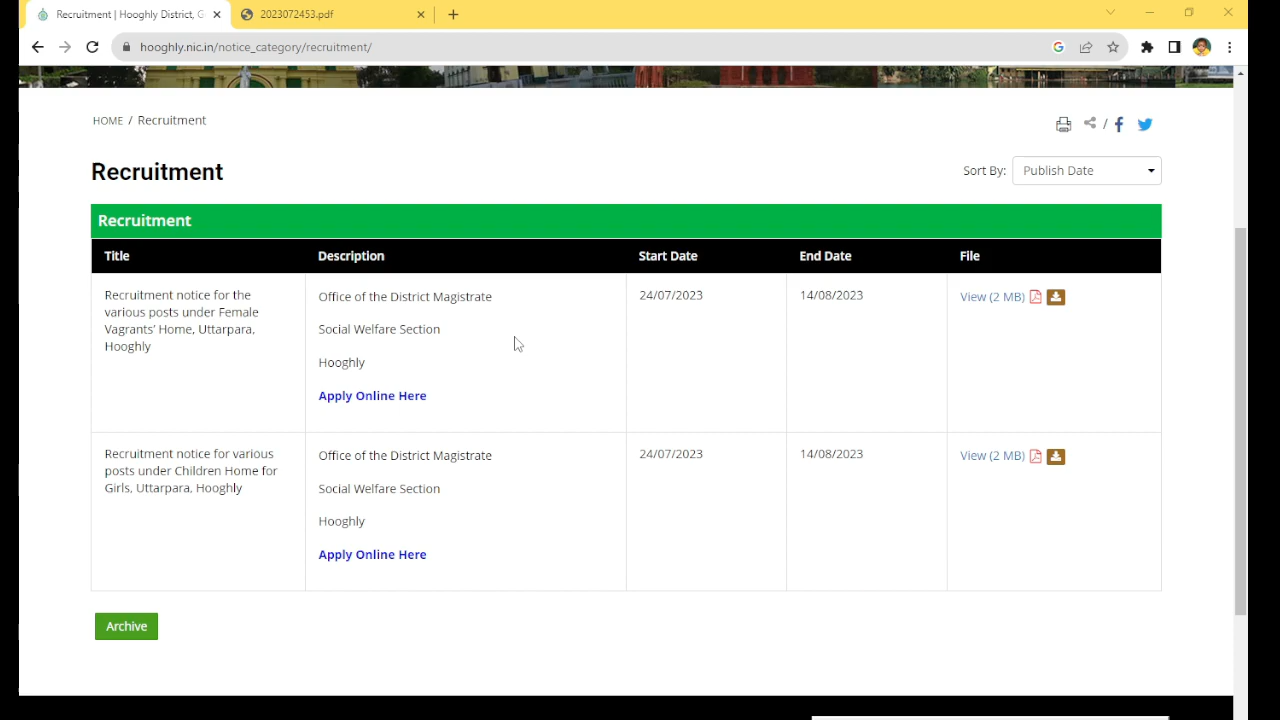 Recruitment | Hooghly District, G
2023072453.pdf
hooghly.nic.in/notice_category/recruitment/
HOME / Recruitment
Recruitment
Sort By: Publish Date
Recruitment
Title Description Start Date End Date File
Recruitment notice for the
various posts under Female
Vagrants' Home, Uttarpara,
Hooghly
Office of the District Magistrate
Social Welfare Section
Hooghly
Apply Online Here
24/07/2023
14/08/2023
View (2 MB)
Recruitment notice for various
posts under Children Home for
Girls, Uttarpara, Hooghly
Office of the District Magistrate
Social Welfare Section
Hooghly
Apply Online Here
24/07/2023
14/08/2023
View (2 MB)
Archive